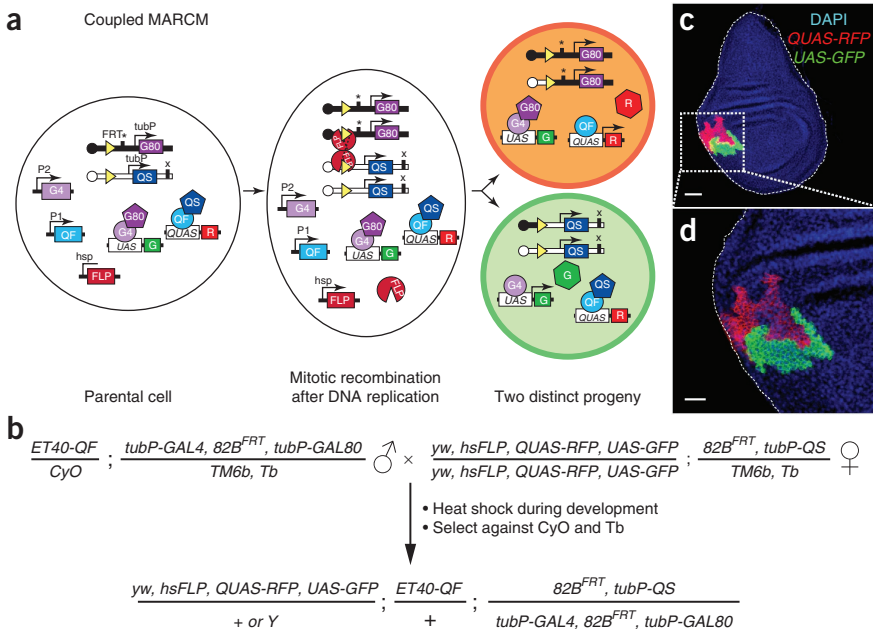 a
Coupled MARCM
FRT * tubP
G80
tubP x
QS
P2
G4
P1
QF
hsp
FLP
G80
G4
UAS G
QS
QF
QUAS R
Parental cell
*
G80
*
G80
FLP
FLP
x
QS
x
QS
P2
G4
P1
QF
hsp
FLP
FLP
G80
G4
UAS G
QS
QF
QUAS R
Mitotic recombination
after DNA replication
*
G80
*
G80
G80
G4
UAS G
QF
QUAS R
R
x
QS
x
QS
G4
UAS G
G
QS
QF
QUAS R
Two distinct progeny
c
DAPI
QUAS-RFP
UAS-GFP
d
b
ET40-QF
CyO
;
tubP-GAL4, 82B^FRT, tubP-GAL80
TM6b, Tb
♂ ×
yw, hsFLP, QUAS-RFP, UAS-GFP
yw, hsFLP, QUAS-RFP, UAS-GFP
;
82B^FRT, tubP-QS
TM6b, Tb
♀
• Heat shock during development
• Select against CyO and Tb
yw, hsFLP, QUAS-RFP, UAS-GFP
+ or Y
;
ET40-QF
+
;
82B^FRT, tubP-QS
tubP-GAL4, 82B^FRT, tubP-GAL80